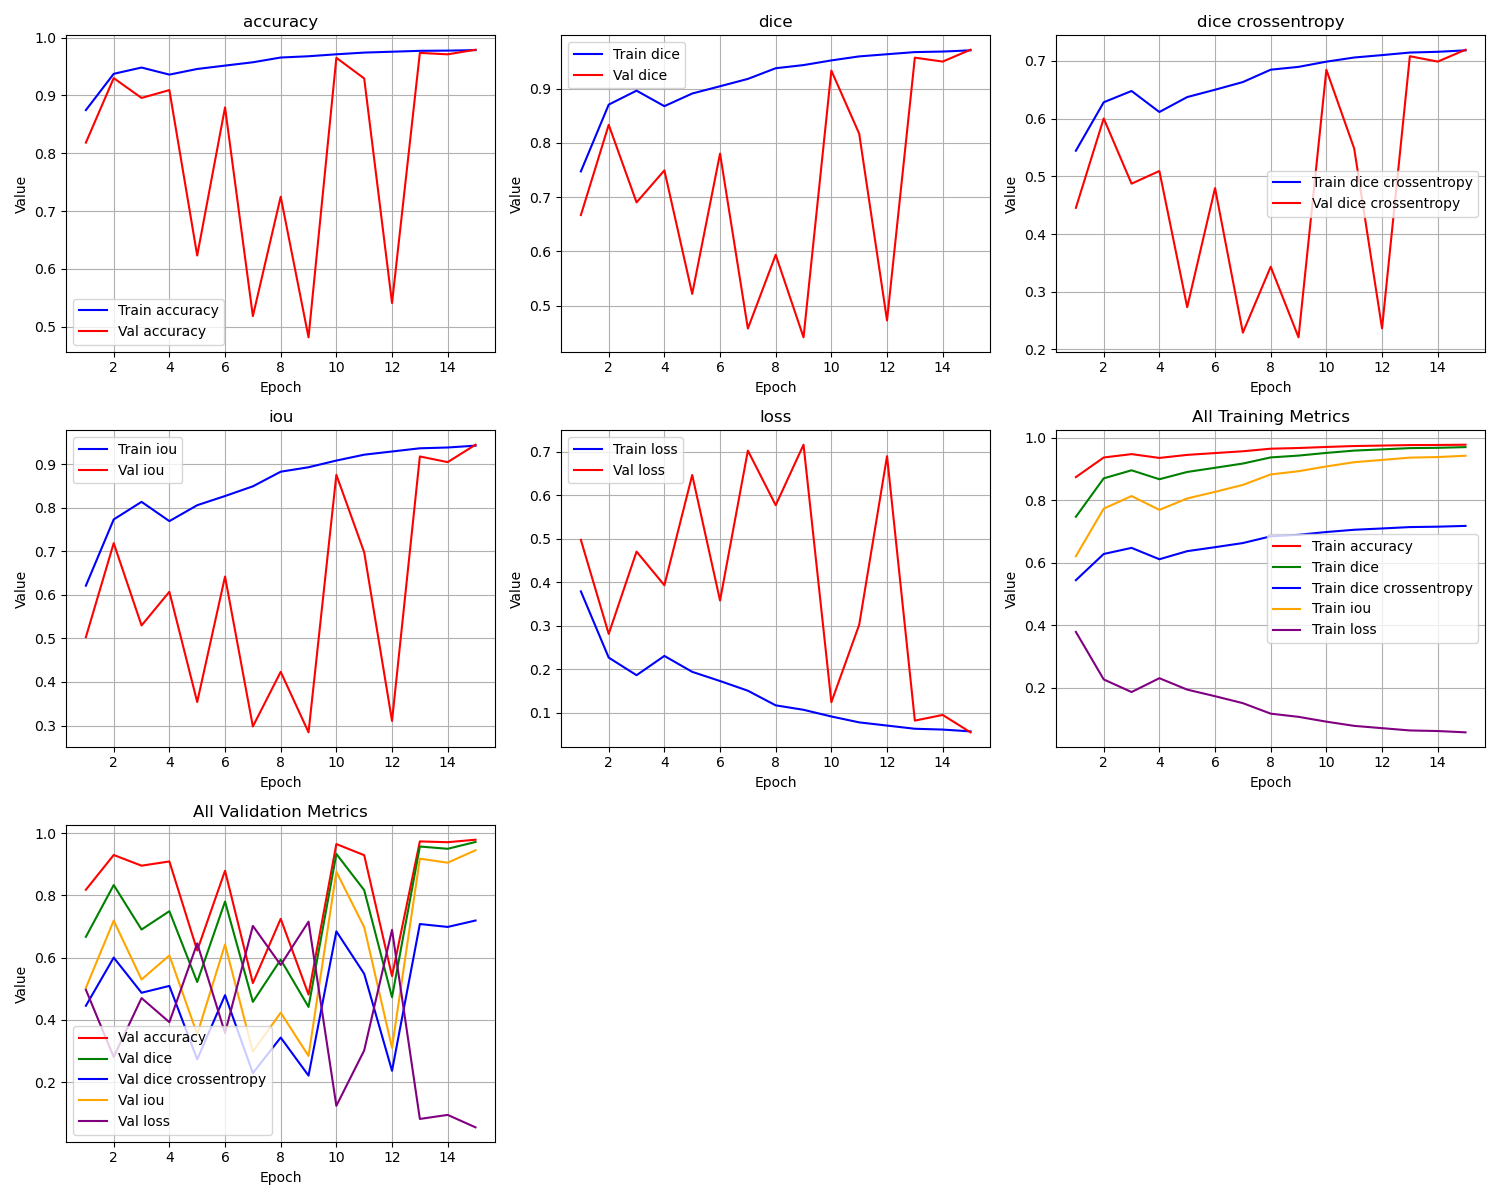 accuracy
1.0
0.9
0.8
0.7
0.6
0.5
Value
Train accuracy
Val accuracy
2 4 6 8 10 12 14
Epoch
dice
0.9
0.8
0.7
0.6
0.5
Value
Train dice
Val dice
2 4 6 8 10 12 14
Epoch
dice crossentropy
0.7
0.6
0.5
0.4
0.3
0.2
Value
Train dice crossentropy
Val dice crossentropy
2 4 6 8 10 12 14
Epoch
iou
0.9
0.8
0.7
0.6
0.5
0.4
0.3
Value
Train iou
Val iou
2 4 6 8 10 12 14
Epoch
loss
0.7
0.6
0.5
0.4
0.3
0.2
0.1
Value
Train loss
Val loss
2 4 6 8 10 12 14
Epoch
All Training Metrics
1.0
0.8
0.6
0.4
0.2
Value
Train accuracy
Train dice
Train dice crossentropy
Train iou
Train loss
2 4 6 8 10 12 14
Epoch
All Validation Metrics
1.0
0.8
0.6
0.4
0.2
Value
Val accuracy
Val dice
Val dice crossentropy
Val iou
Val loss
2 4 6 8 10 12 14
Epoch